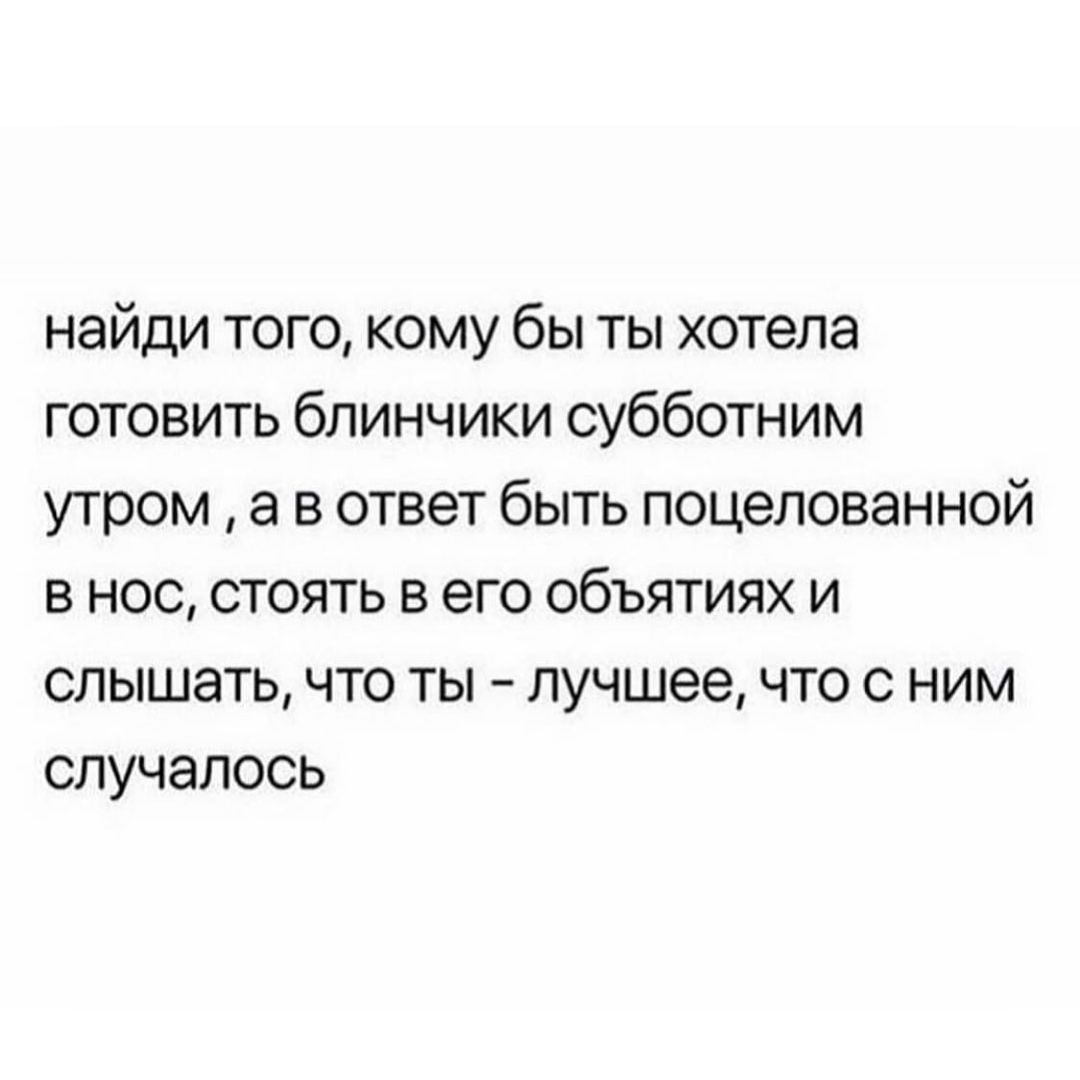 найди того, кому бы ты хотела
готовить блинчики субботним
утром , а в ответ быть поцелованной
в нос, стоять в его объятиях и
слышать, что ты – лучшее, что с ним
случалось